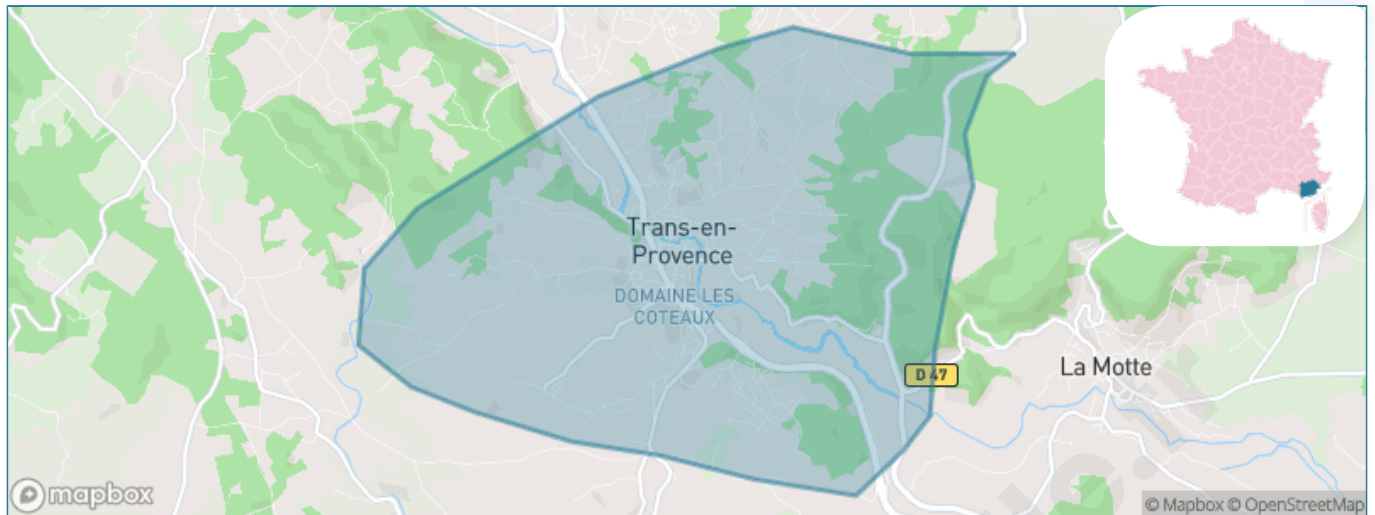 Trans-en-
Provence
DOMAINE LES
COTEAUX
D 47
La Motte
mapbox
© Mapbox © OpenStreetMap